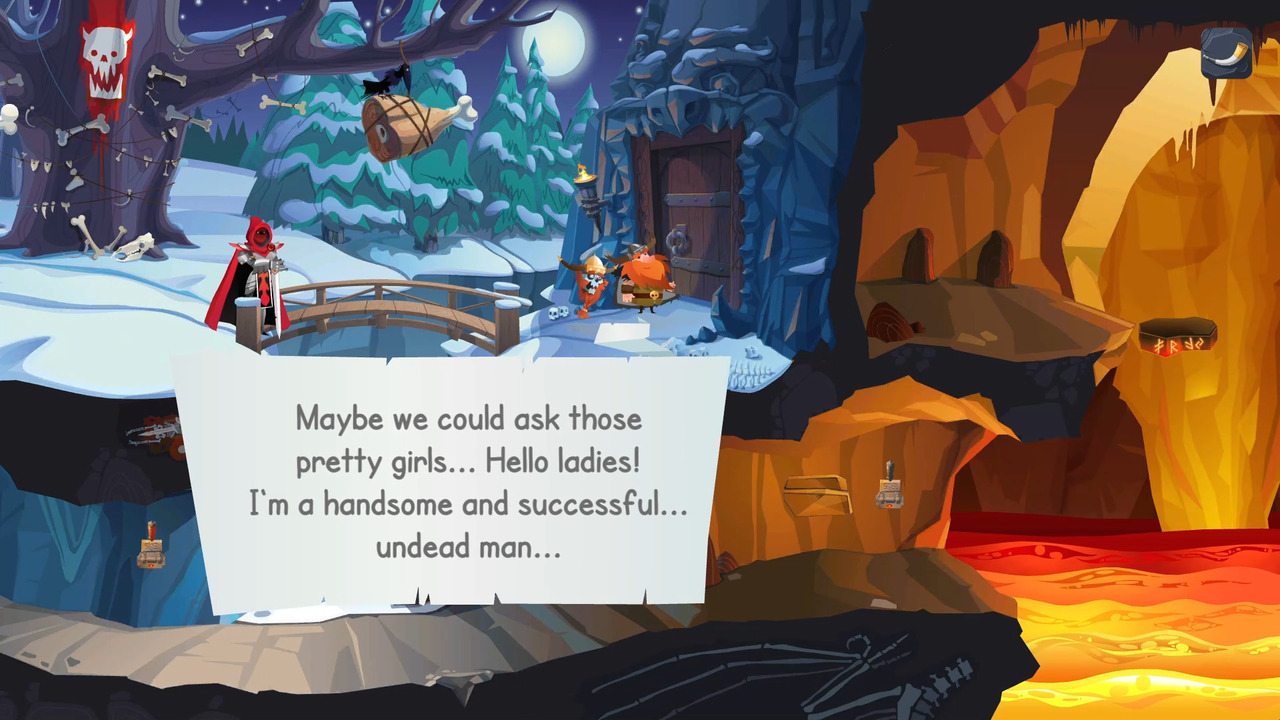 Maybe we could ask those
pretty girls... Hello ladies!
I'm a handsome and successful...
undead man...